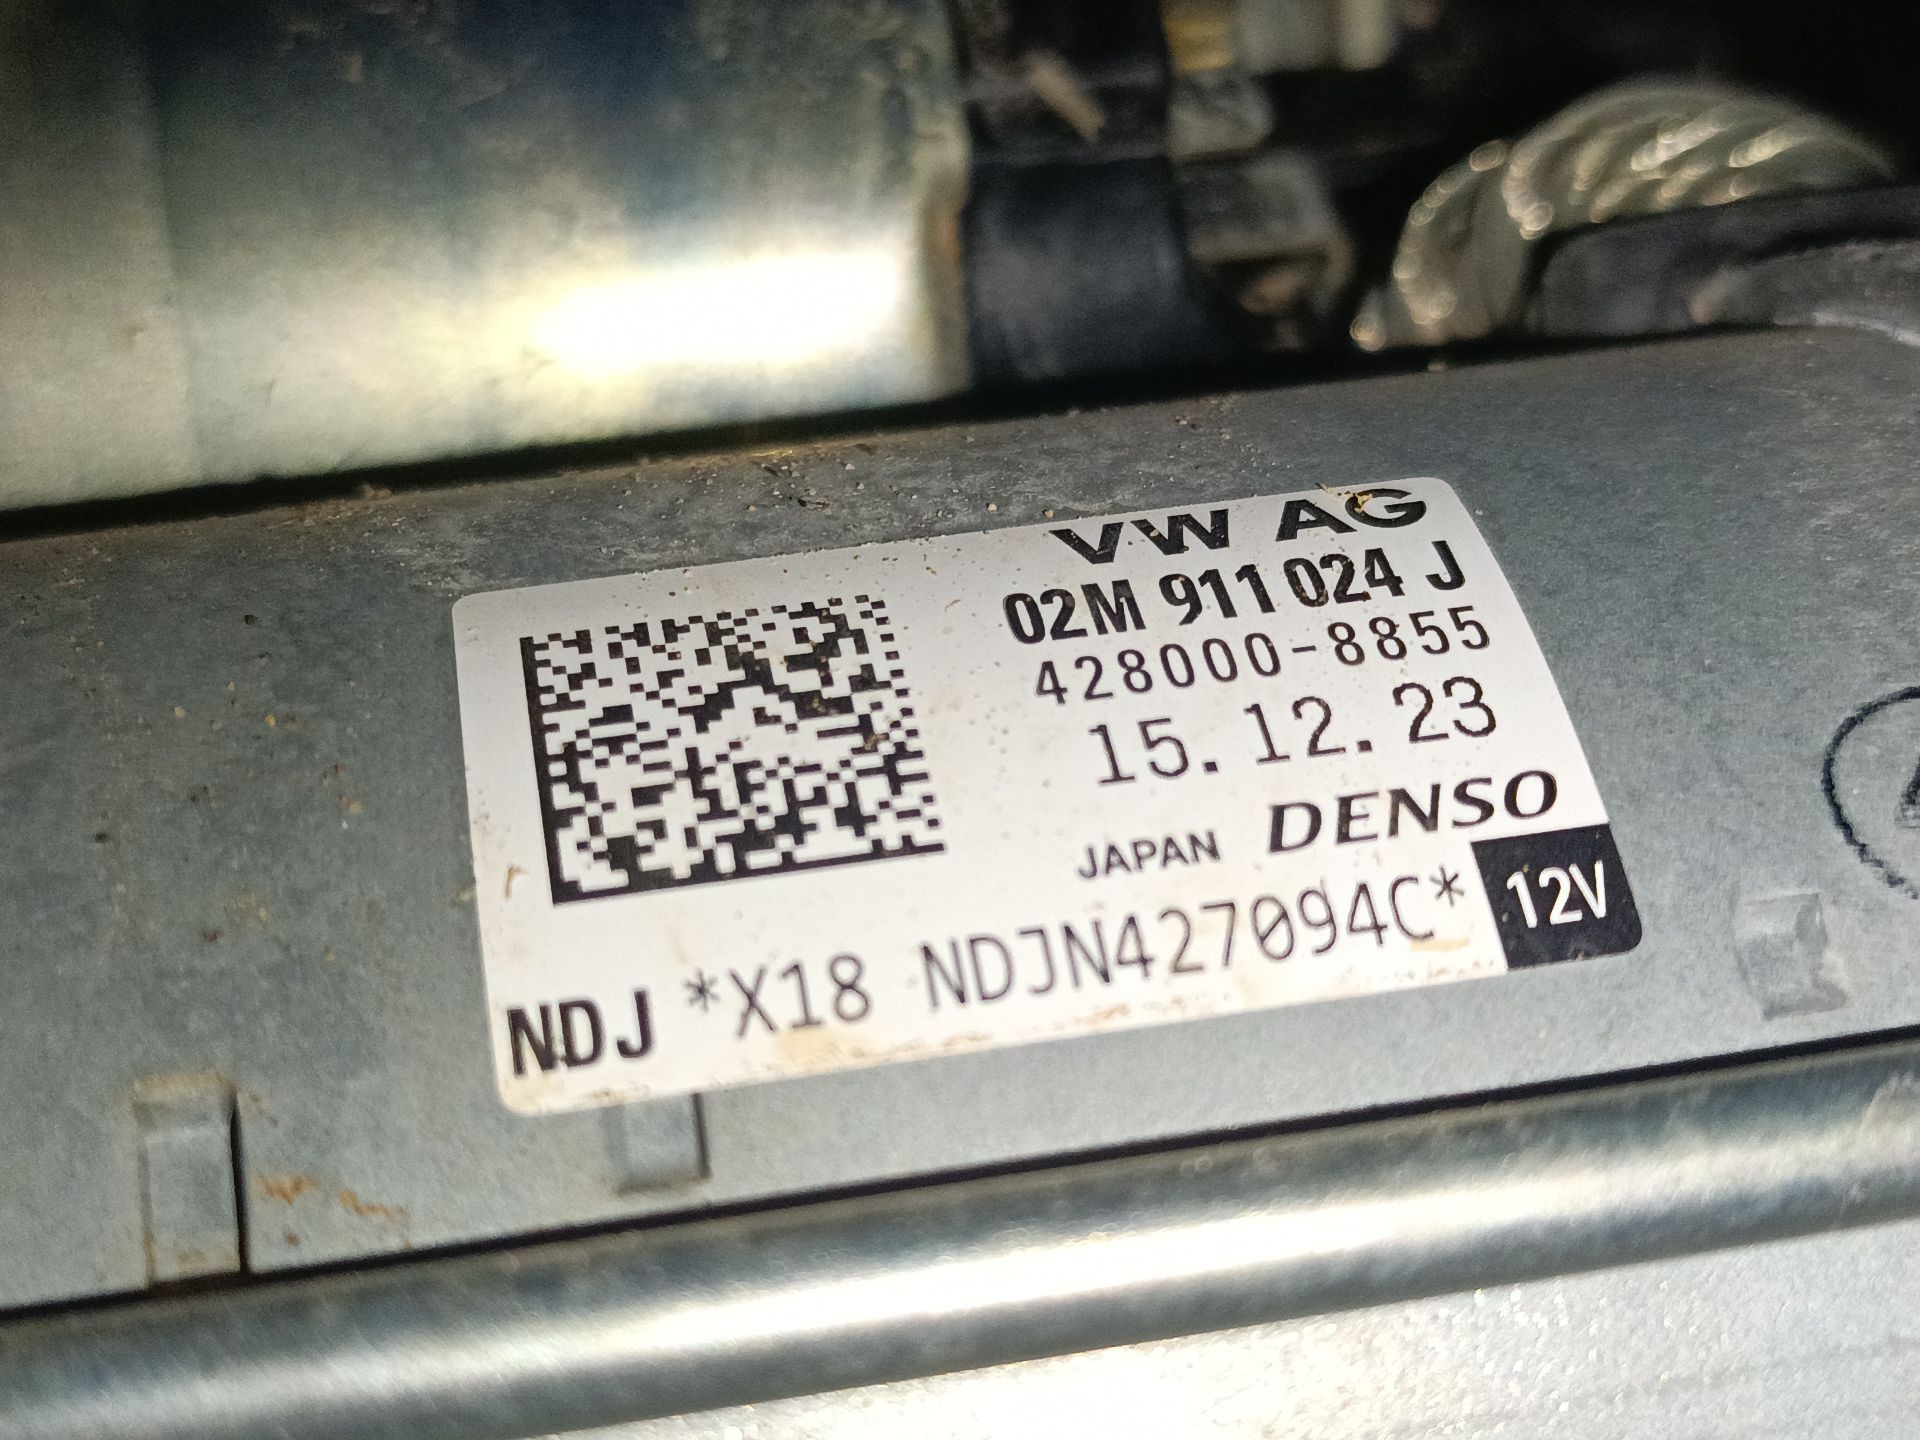 VW AG
02M 911 024 J
428000-8855
15.12.23
JAPAN DENSO
NDJ *X18 NDJN427094C* 12V